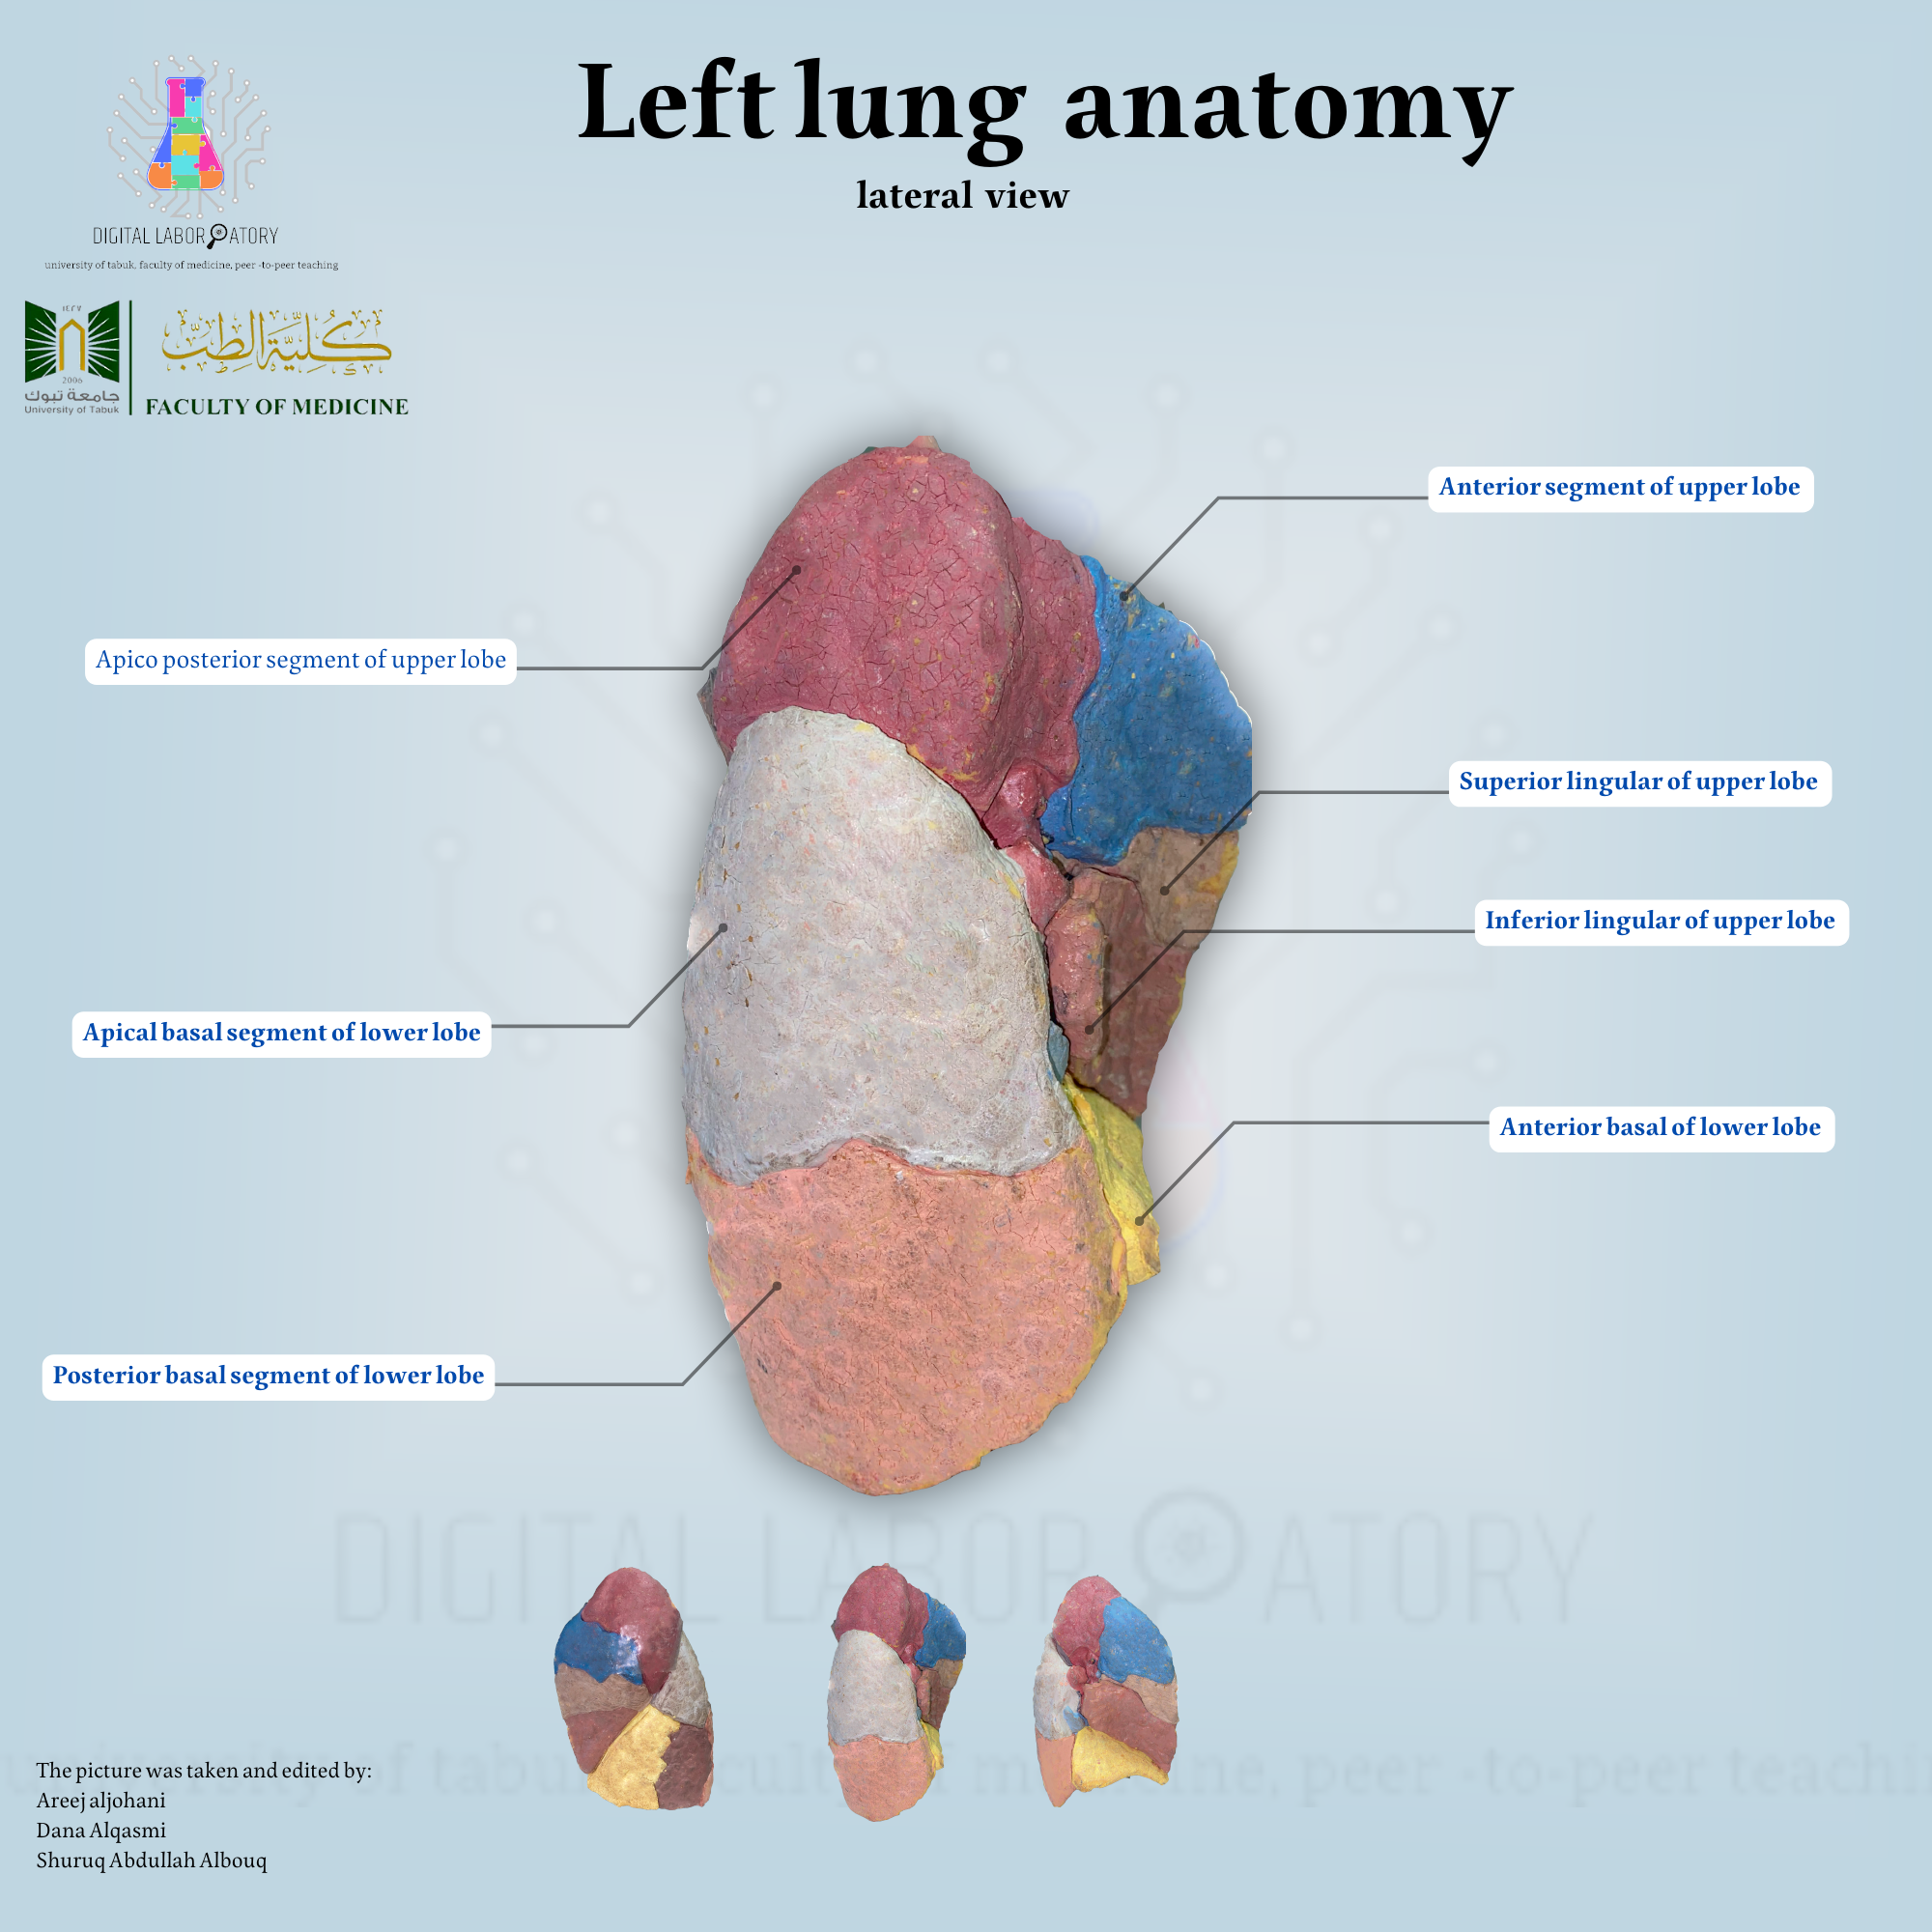 Left lung anatomy
lateral view
DIGITAL LABORATORY
university of tabuk, faculty of medicine, peer -to-peer teaching
١٤٢٧
2006
جامعة تبوك
University of Tabuk
كلية الطب
FACULTY OF MEDICINE
Anterior segment of upper lobe
Apico posterior segment of upper lobe
Superior lingular of upper lobe
Inferior lingular of upper lobe
Apical basal segment of lower lobe
Anterior basal of lower lobe
Posterior basal segment of lower lobe
DIGITAL LABORATORY
university of tabuk, faculty of medicine, peer -to-peer teachi
The picture was taken and edited by:
Areej aljohani
Dana Alqasmi
Shuruq Abdullah Albouq